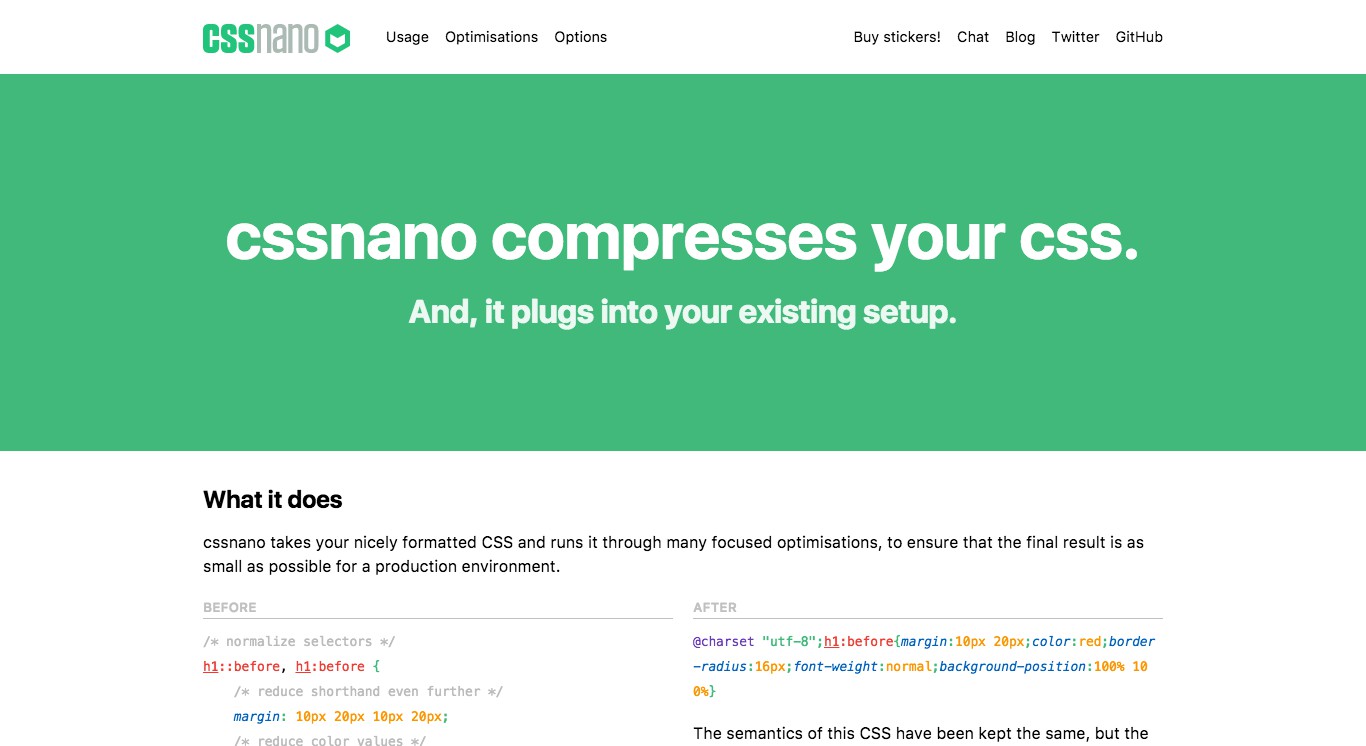 cssnano
Usage Optimisations Options
Buy stickers! Chat Blog Twitter GitHub
cssnano compresses your css.
And, it plugs into your existing setup.
What it does
cssnano takes your nicely formatted CSS and runs it through many focused optimisations, to ensure that the final result is as
small as possible for a production environment.
BEFORE
/* normalize selectors */
h1::before, h1:before {
/* reduce shorthand even further */
margin: 10px 20px 10px 20px;
/* reduce color values */
AFTER
@charset "utf-8";h1:before{margin:10px 20px;color:red;border
-radius:16px;font-weight:normal;background-position:100% 10
0%}
The semantics of this CSS have been kept the same, but the